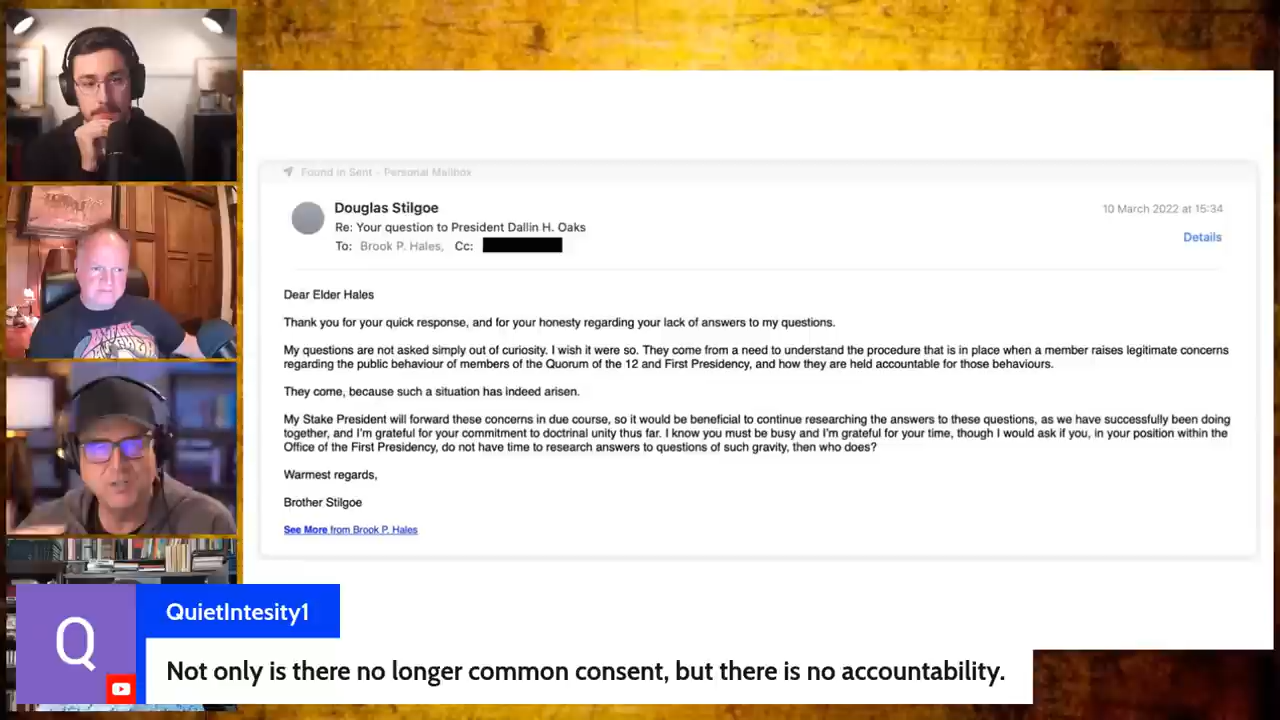 Found in Sent - Personal Mailbox
Douglas Stilgoe
10 March 2022 at 15:34
Re: Your question to President Dallin H. Oaks
Details
To: Brook P. Hales, Cc:
Dear Elder Hales
Thank you for your quick response, and for your honesty regarding your lack of answers to my questions.
My questions are not asked simply out of curiosity. I wish it were so. They come from a need to understand the procedure that is in place when a member raises legitimate concerns
regarding the public behaviour of members of the Quorum of the 12 and First Presidency, and how they are held accountable for those behaviours.
They come, because such a situation has indeed arisen.
My Stake President will forward these concerns in due course, so it would be beneficial to continue researching the answers to these questions, as we have successfully been doing
together, and I'm grateful for your commitment to doctrinal unity thus far. I know you must be busy and I'm grateful for your time, though I would ask if you, in your position within the
Office of the First Presidency, do not have time to research answers to questions of such gravity, then who does?
Warmest regards,
Brother Stilgoe
See More from Brook P. Hales
Q
QuietIntesity1
Not only is there no longer common consent, but there is no accountability.